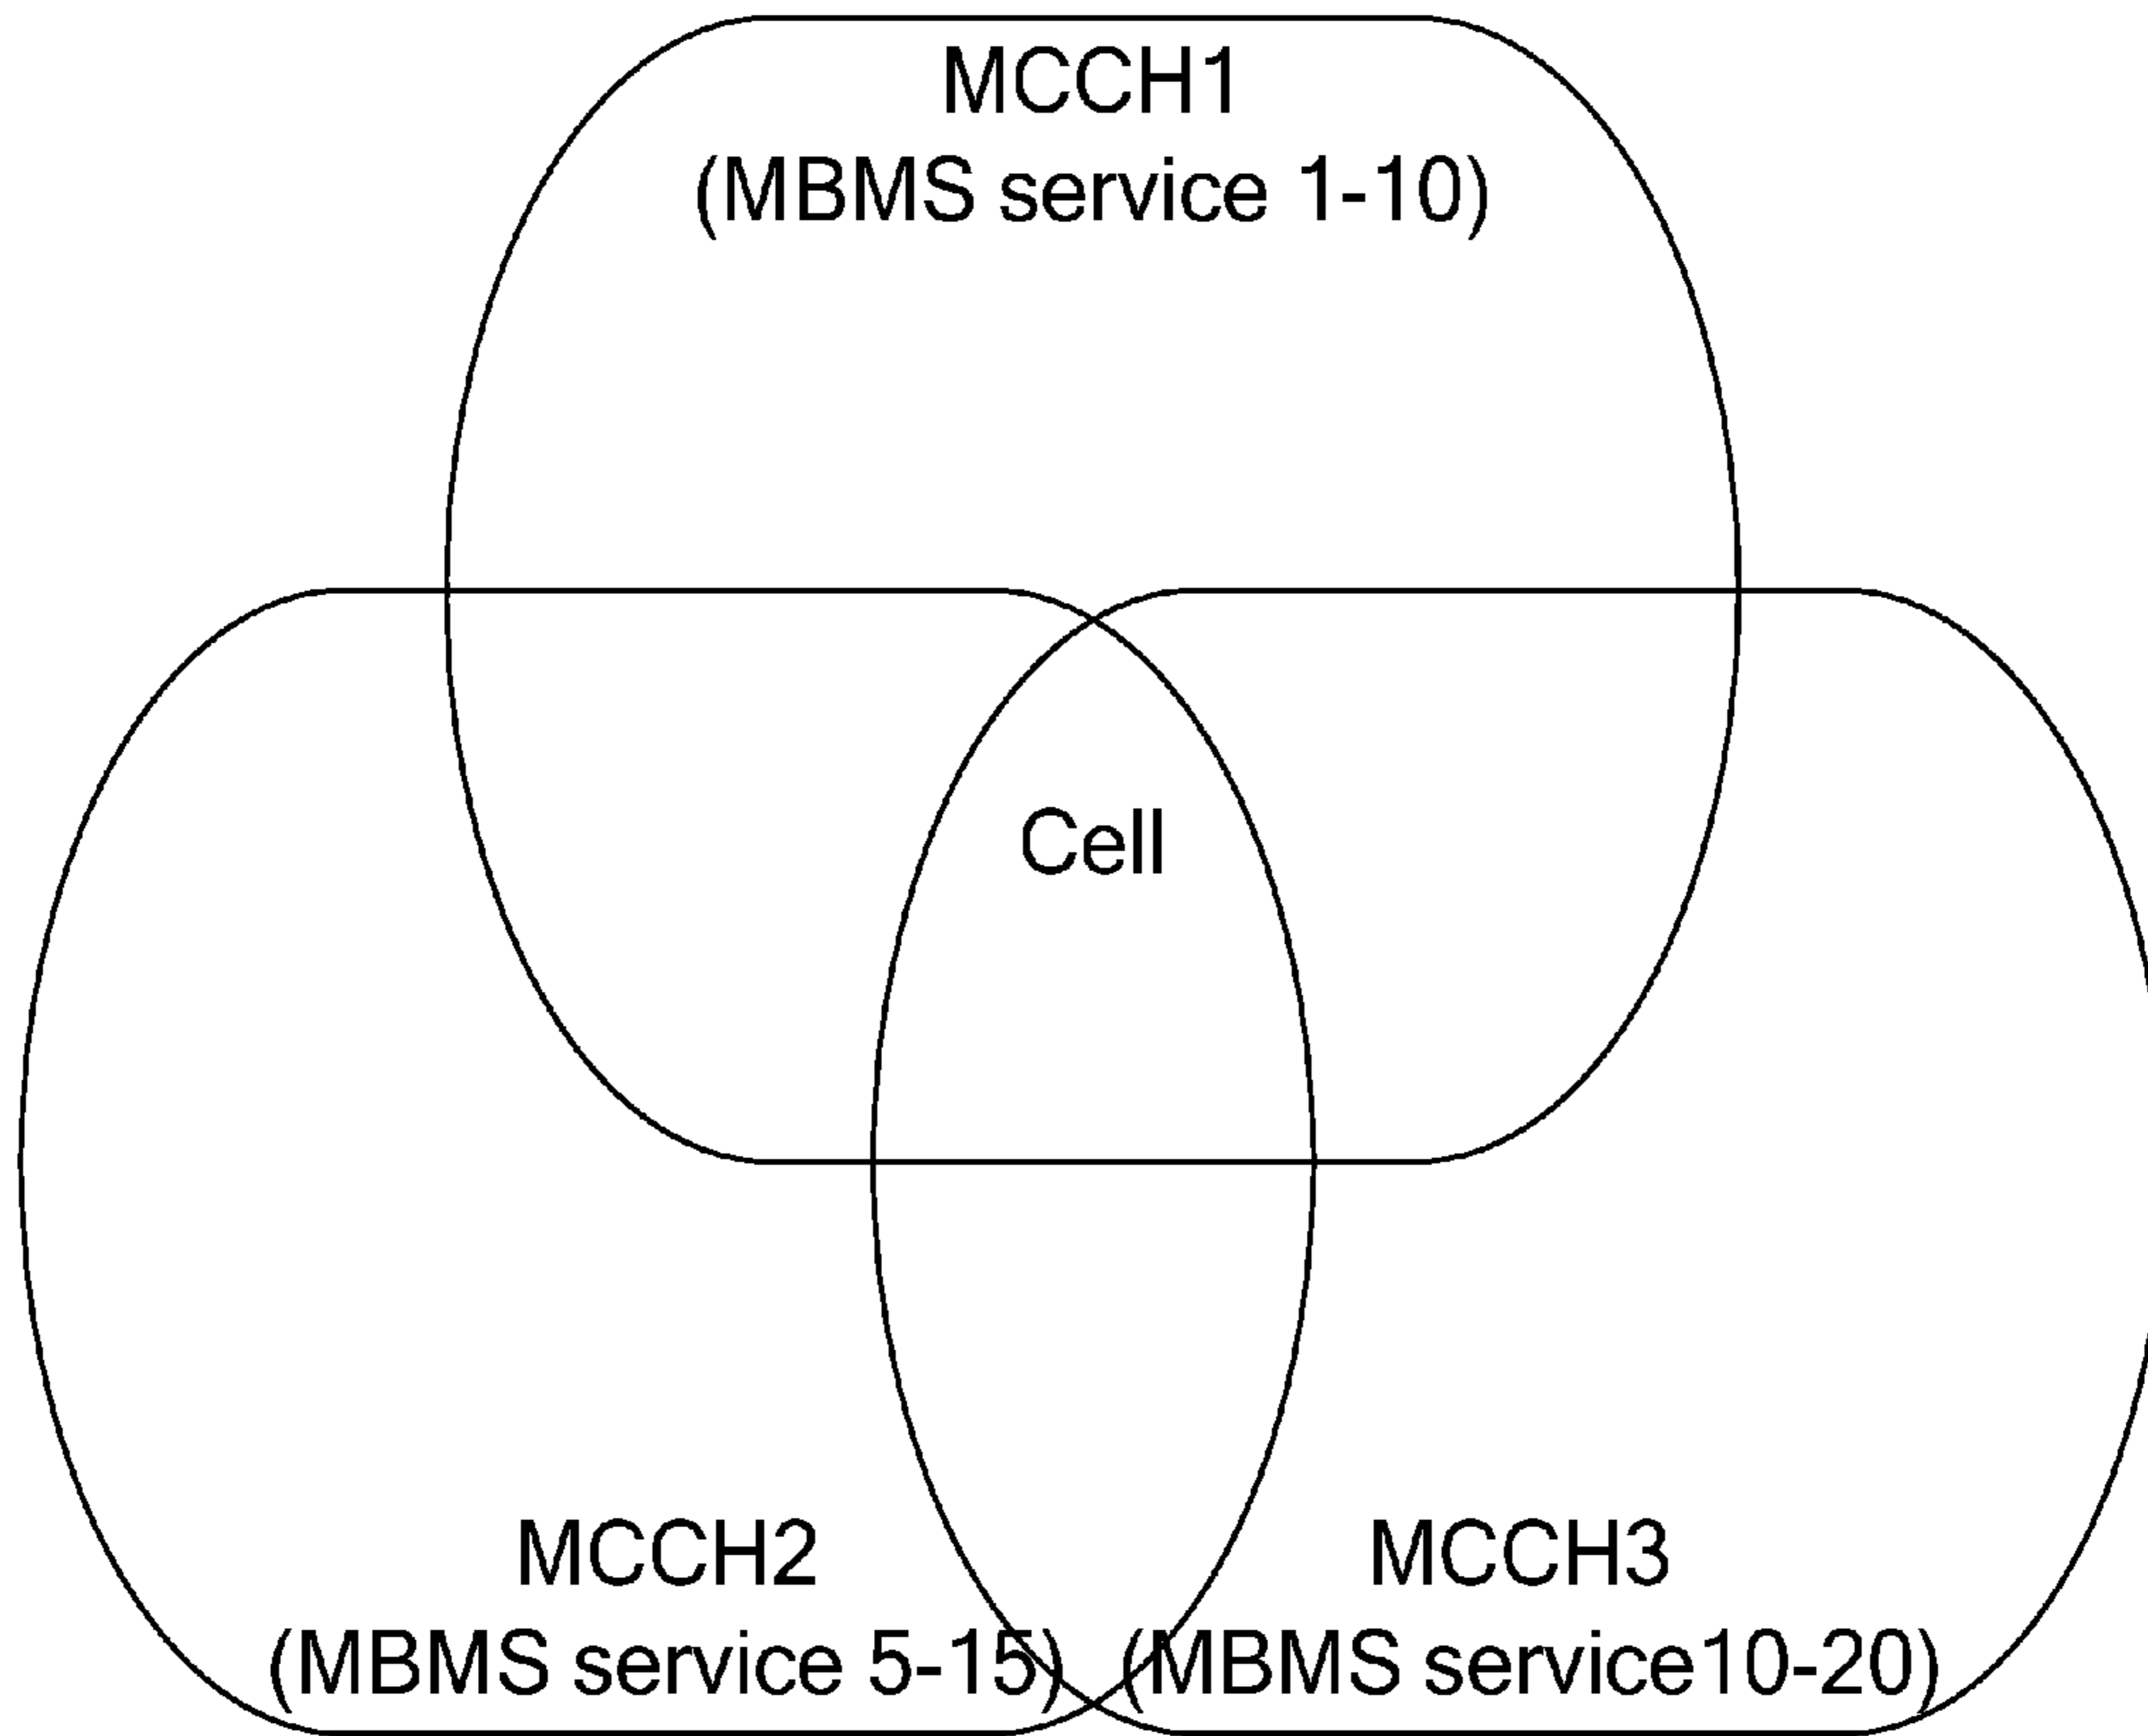 MCCH1
(MBMS service 1-10)
Cell
MCCH2
(MBMS service 5-15)
MCCH3
(MBMS service10-20)